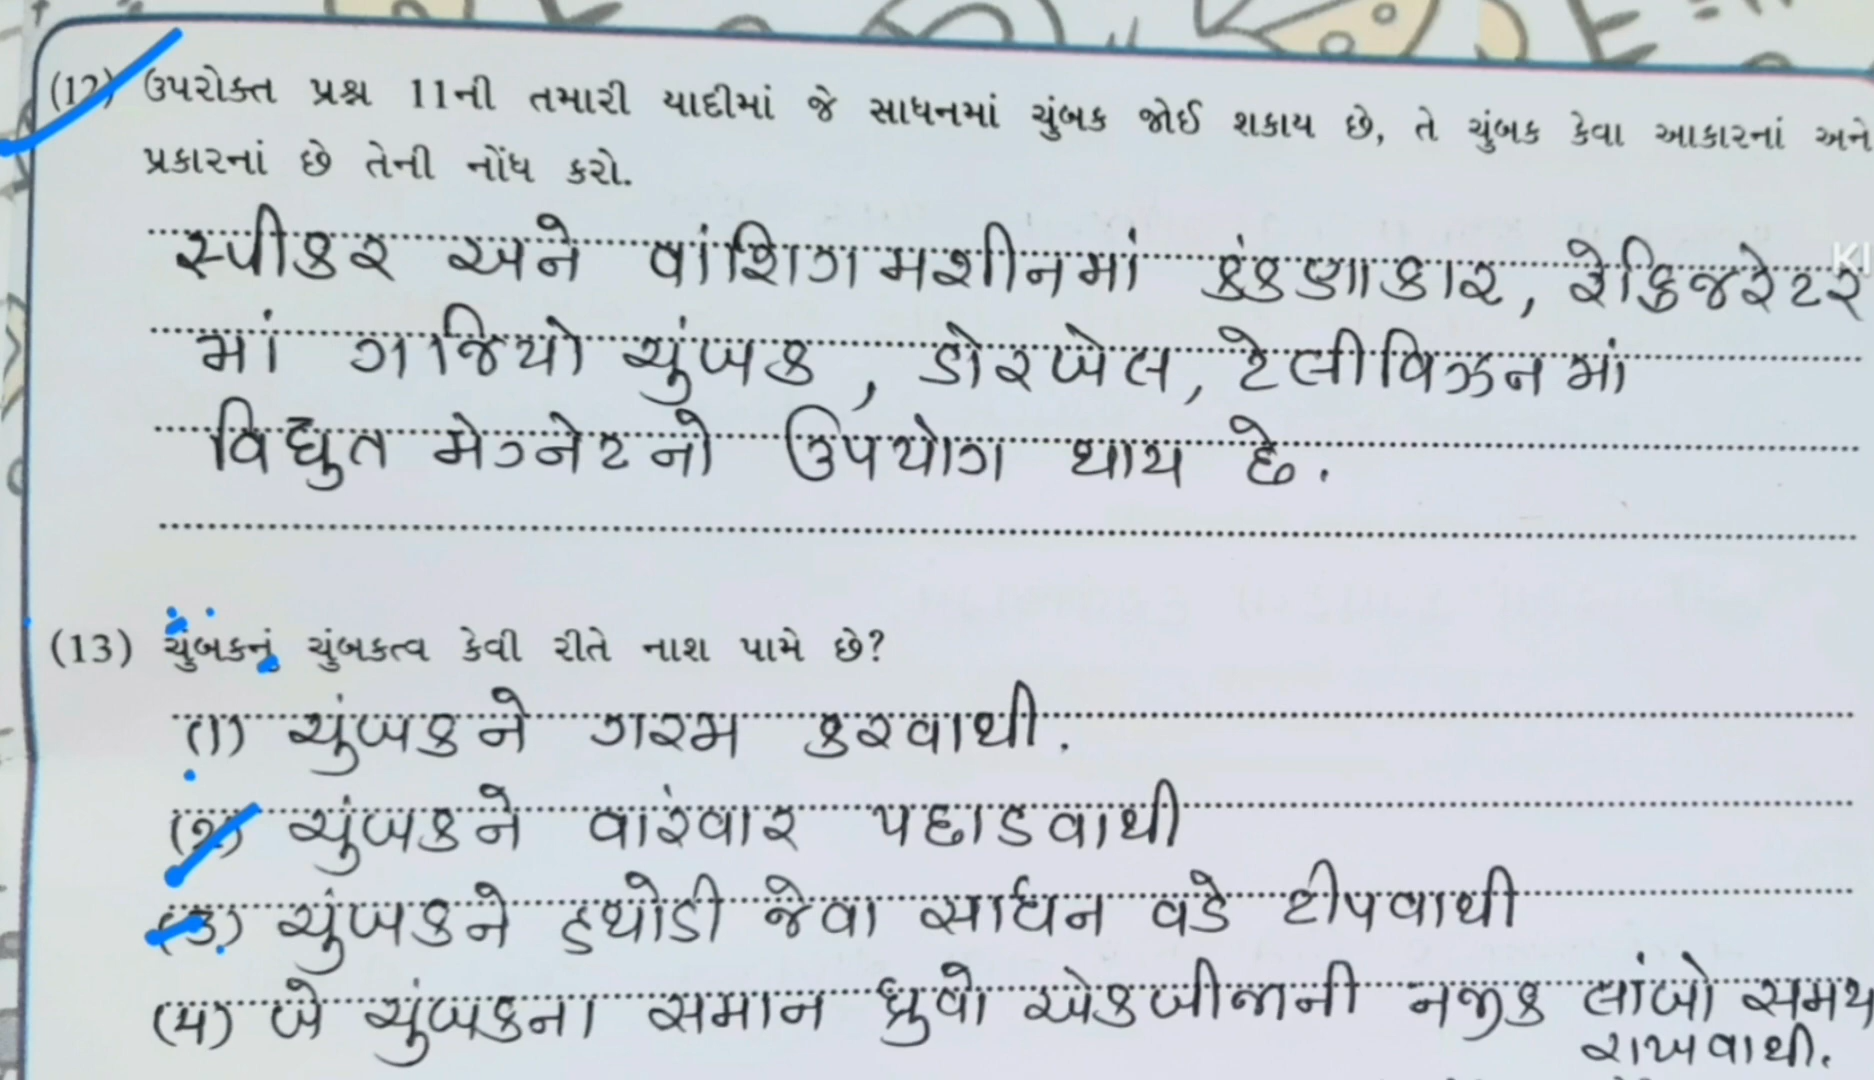 (12) ઉપરોક્ત પ્રશ્ન 11ની તમારી યાદીમાં જે સાધનમાં ચુંબક જોઈ શકાય છે, તે ચુંબક કેવા આકારનાં અને
પ્રકારનાં છે તેની નોંધ કરો.
સ્પીકર અને વાંશિગ મશીનમાં કંકણાકાર, રેફ્રિજરેટર
માં ગજિયો ચુંબક, ડોરબેલ, ટેલીવિઝનમાં
વિદ્યુત મેગ્નેટનો ઉપયોગ થાય છે.
(13) ચુંબકનું ચુંબકત્વ કેવી રીતે નાશ પામે છે?
(1) ચુંબકને ગરમ કરવાથી.
(2) ચુંબકને વારંવાર પછાડવાથી
(3) ચુંબકને હથોડી જેવા સાધન વડે ટીપવાથી
(૪) બે ચુંબકના સમાન ધ્રુવો એકબીજાની નજીક લાંબો સમય
રાખવાથી.